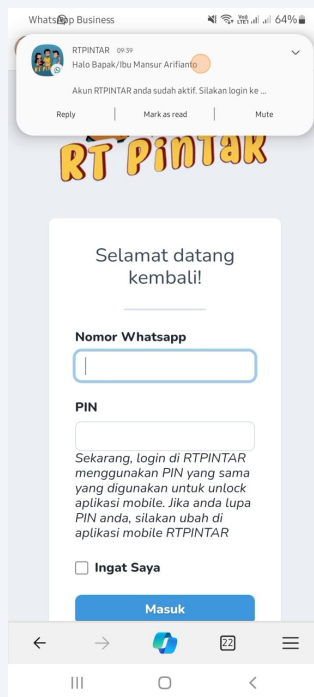 WhatsApp Business 64%
RTPINTAR 09:39
Halo Bapak/Ibu Mansur Arifianto
Akun RTPINTAR anda sudah aktif. Silakan login ke ...
Reply Mark as read Mute
RT Pintar
Selamat datang
kembali!
Nomor Whatsapp
PIN
Sekarang, login di RTPINTAR
menggunakan PIN yang sama
yang digunakan untuk unlock
aplikasi mobile. Jika anda lupa
PIN anda, silakan ubah di
aplikasi mobile RTPINTAR
Ingat Saya
Masuk
22